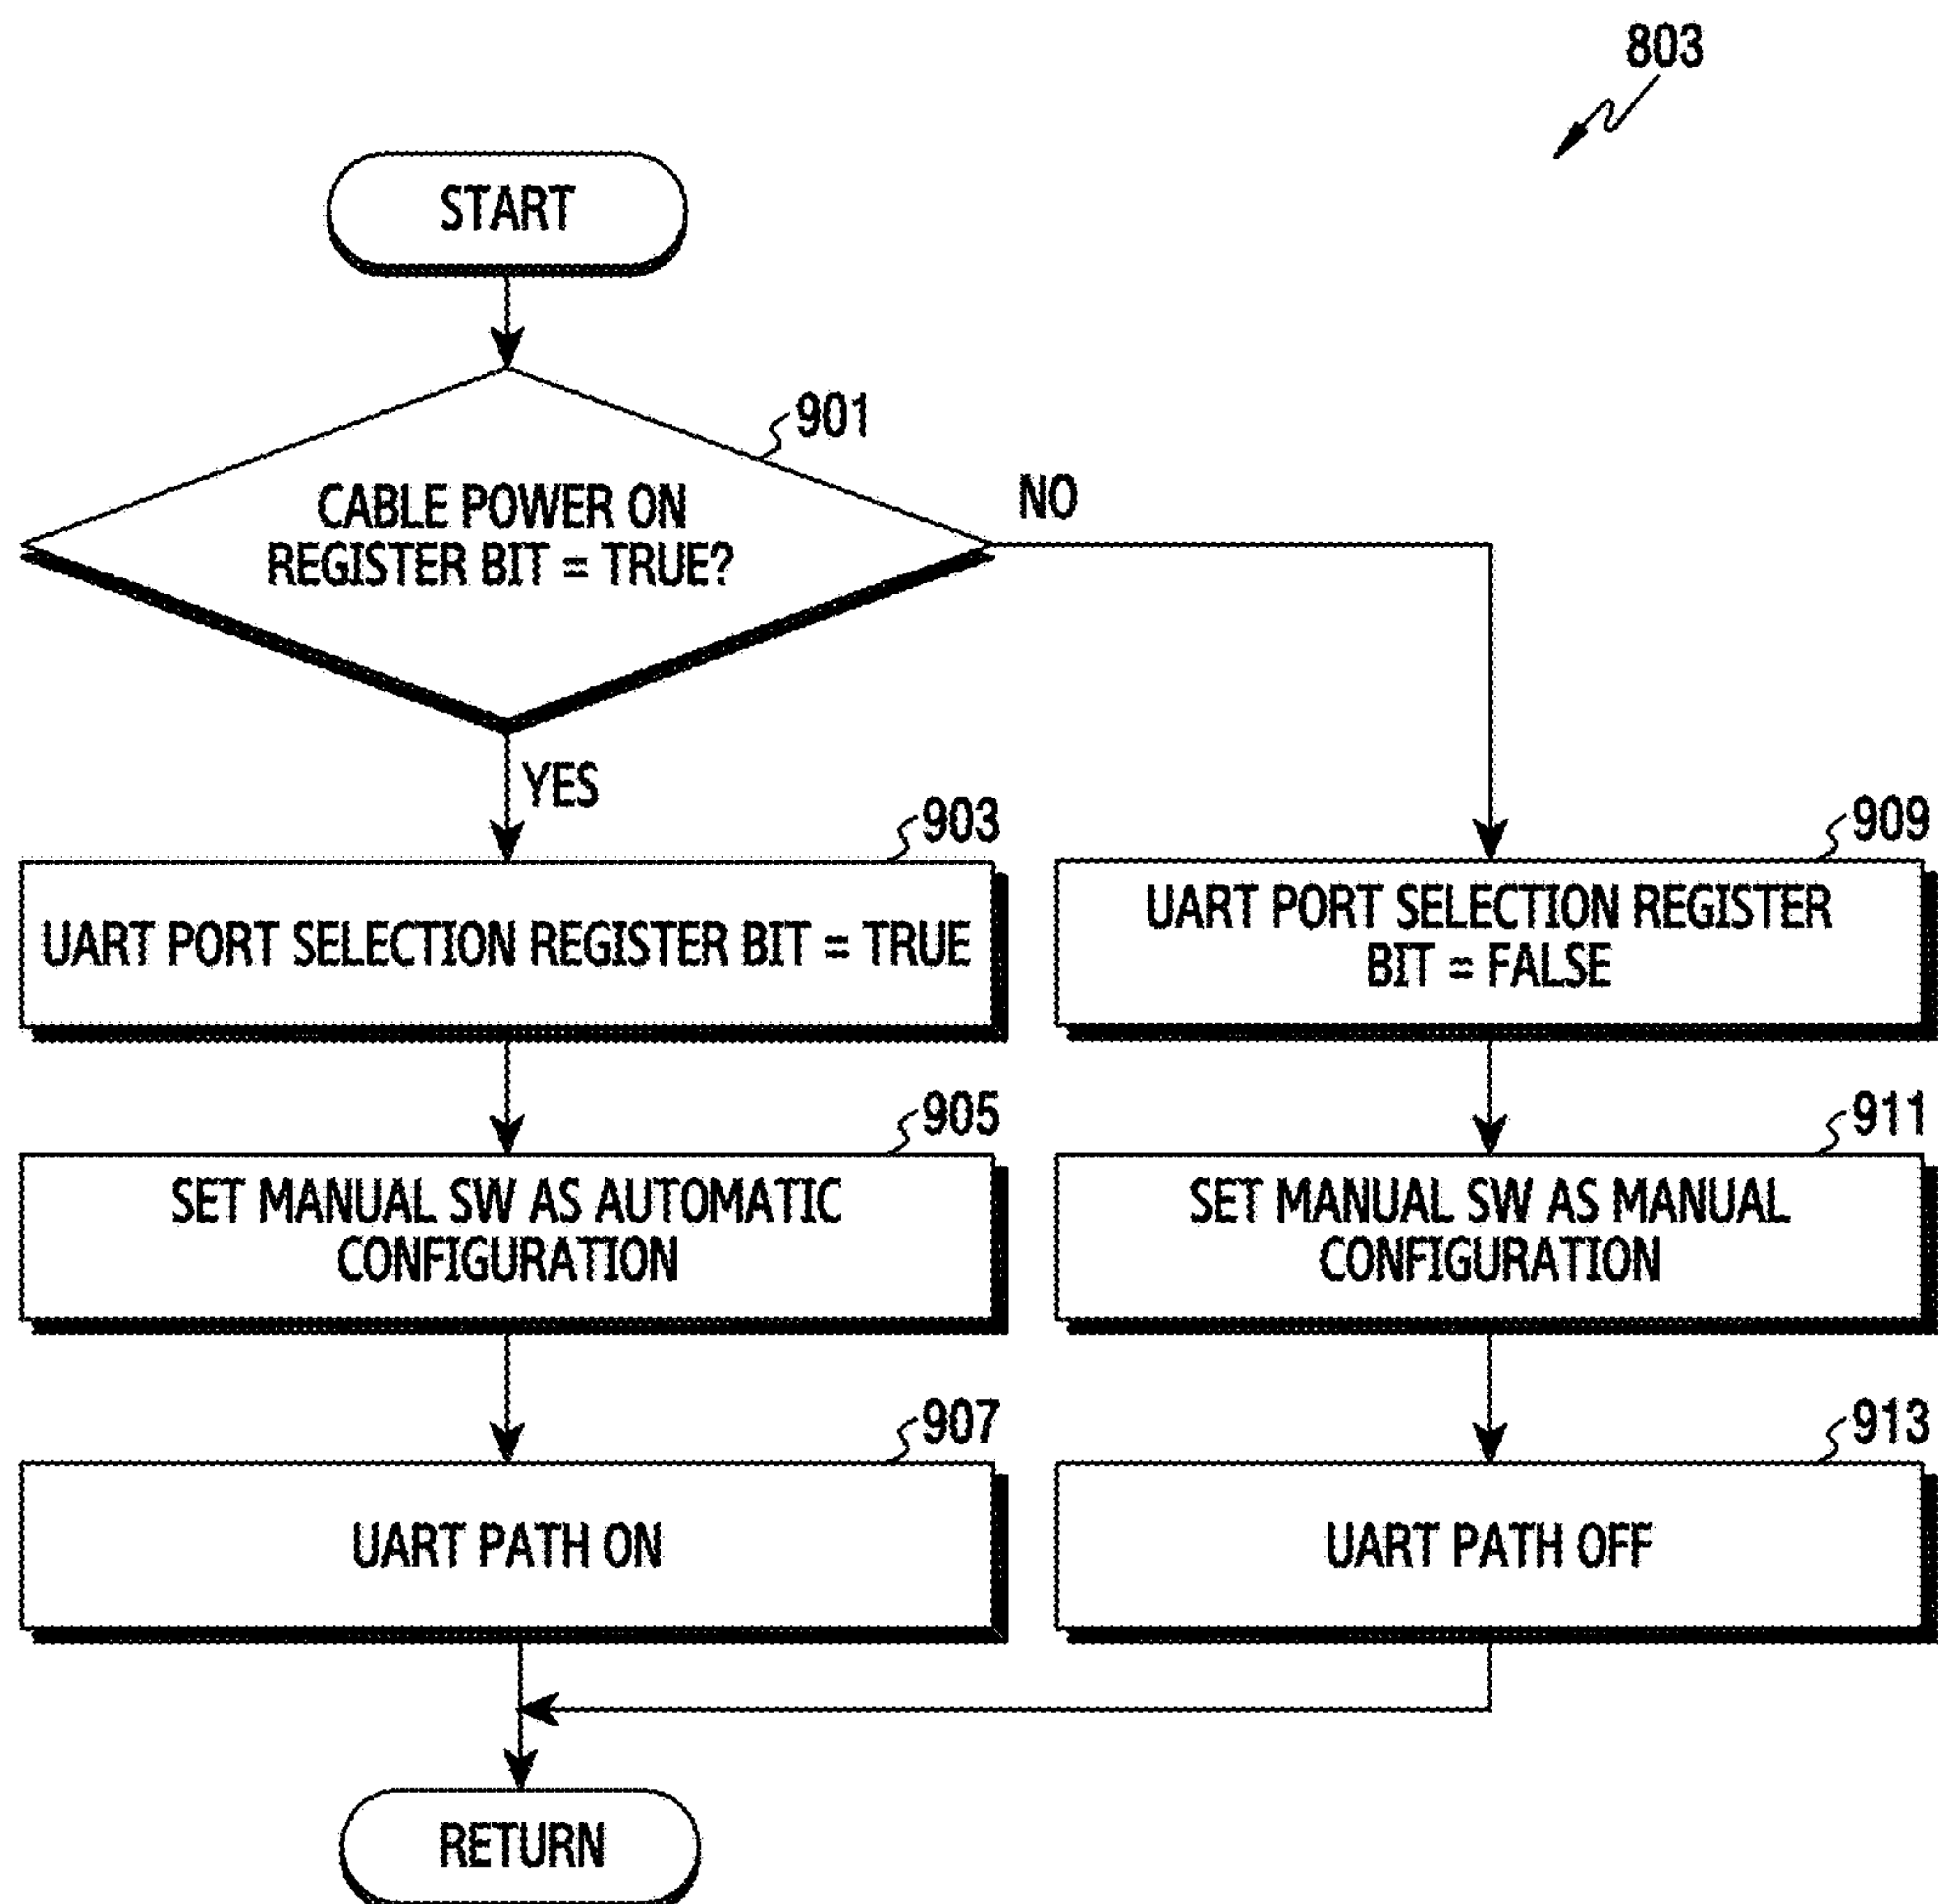 803
START
901
CABLE POWER ON
REGISTER BIT = TRUE?
NO
YES
903
UART PORT SELECTION REGISTER BIT = TRUE
909
UART PORT SELECTION REGISTER
BIT = FALSE
905
SET MANUAL SW AS AUTOMATIC
CONFIGURATION
911
SET MANUAL SW AS MANUAL
CONFIGURATION
907
UART PATH ON
913
UART PATH OFF
RETURN